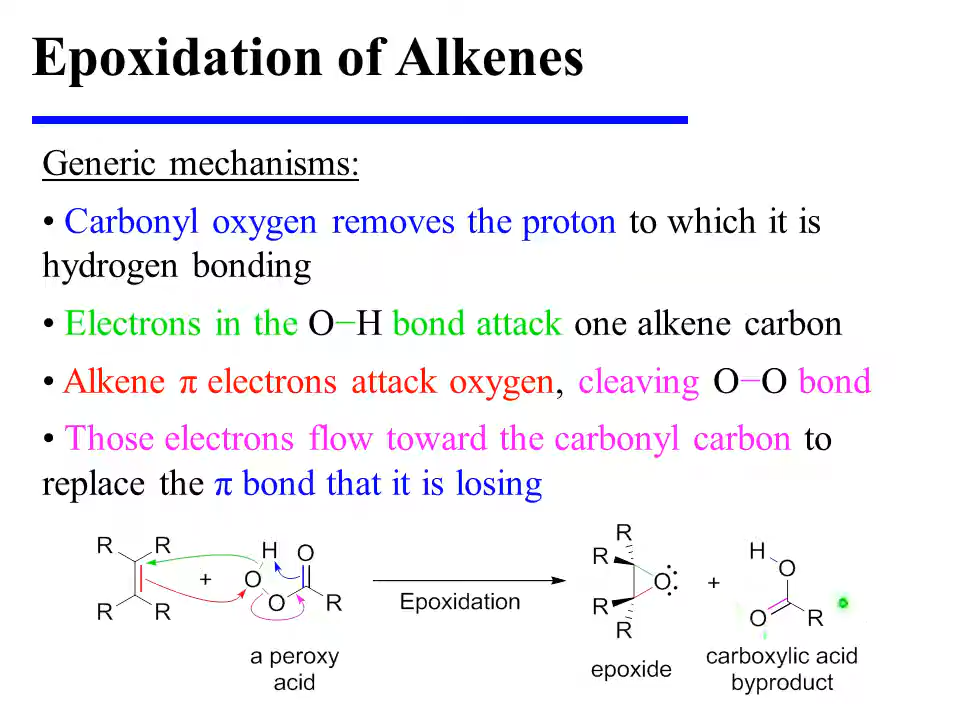 Epoxidation of Alkenes
Generic mechanisms:
• Carbonyl oxygen removes the proton to which it is
hydrogen bonding
• Electrons in the O−H bond attack one alkene carbon
• Alkene π electrons attack oxygen, cleaving O−O bond
• Those electrons flow toward the carbonyl carbon to
replace the π bond that it is losing
R R H O
R R
+ O O R
Epoxidation
R R O
R R
+
H O
O R
a peroxy
acid
epoxide
carboxylic acid
byproduct